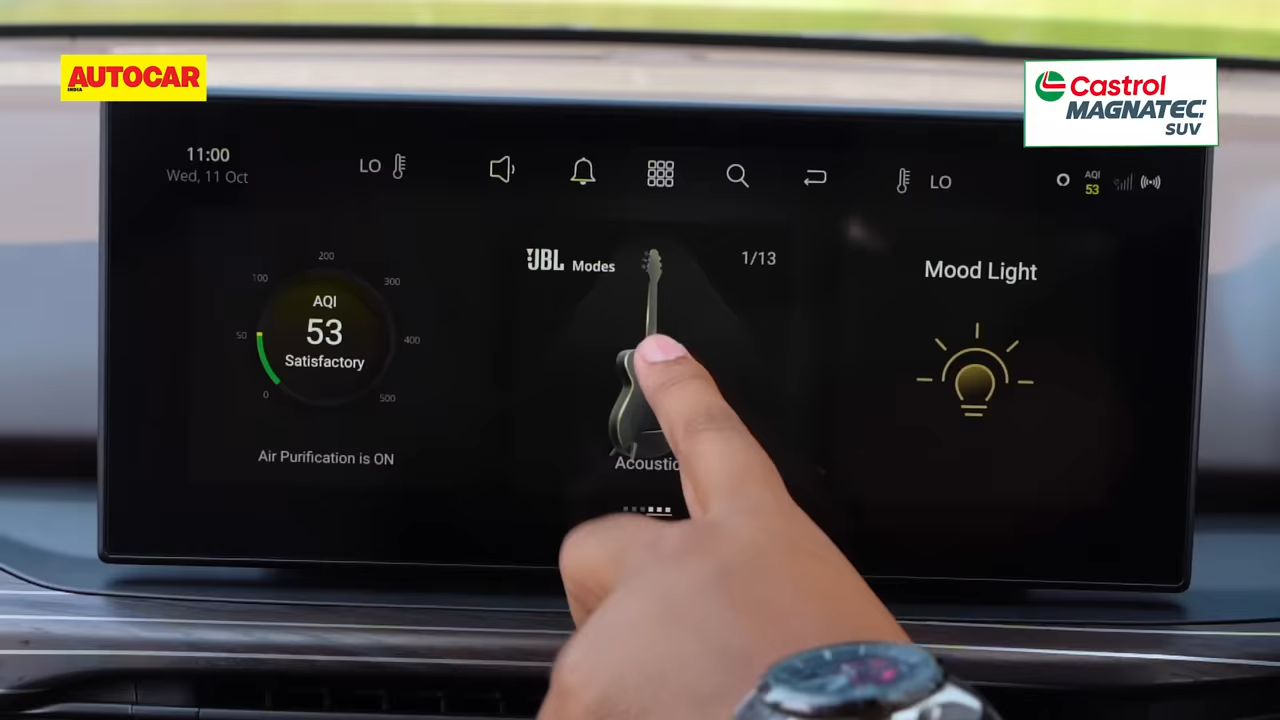 AUTOCAR
INDIA
Castrol
MAGNATEC
SUV
11:00
Wed, 11 Oct
LO
LO
AQI
53
200
100
300
50
400
0
500
AQI
53
Satisfactory
Air Purification is ON
JBL Modes
1/13
Acoustic
Mood Light